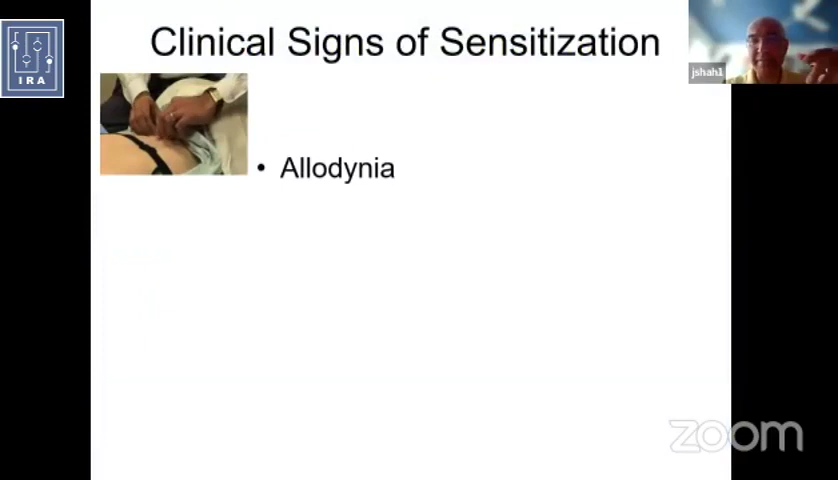 Clinical Signs of Sensitization
IRA
jshah1
• Allodynia
zoom